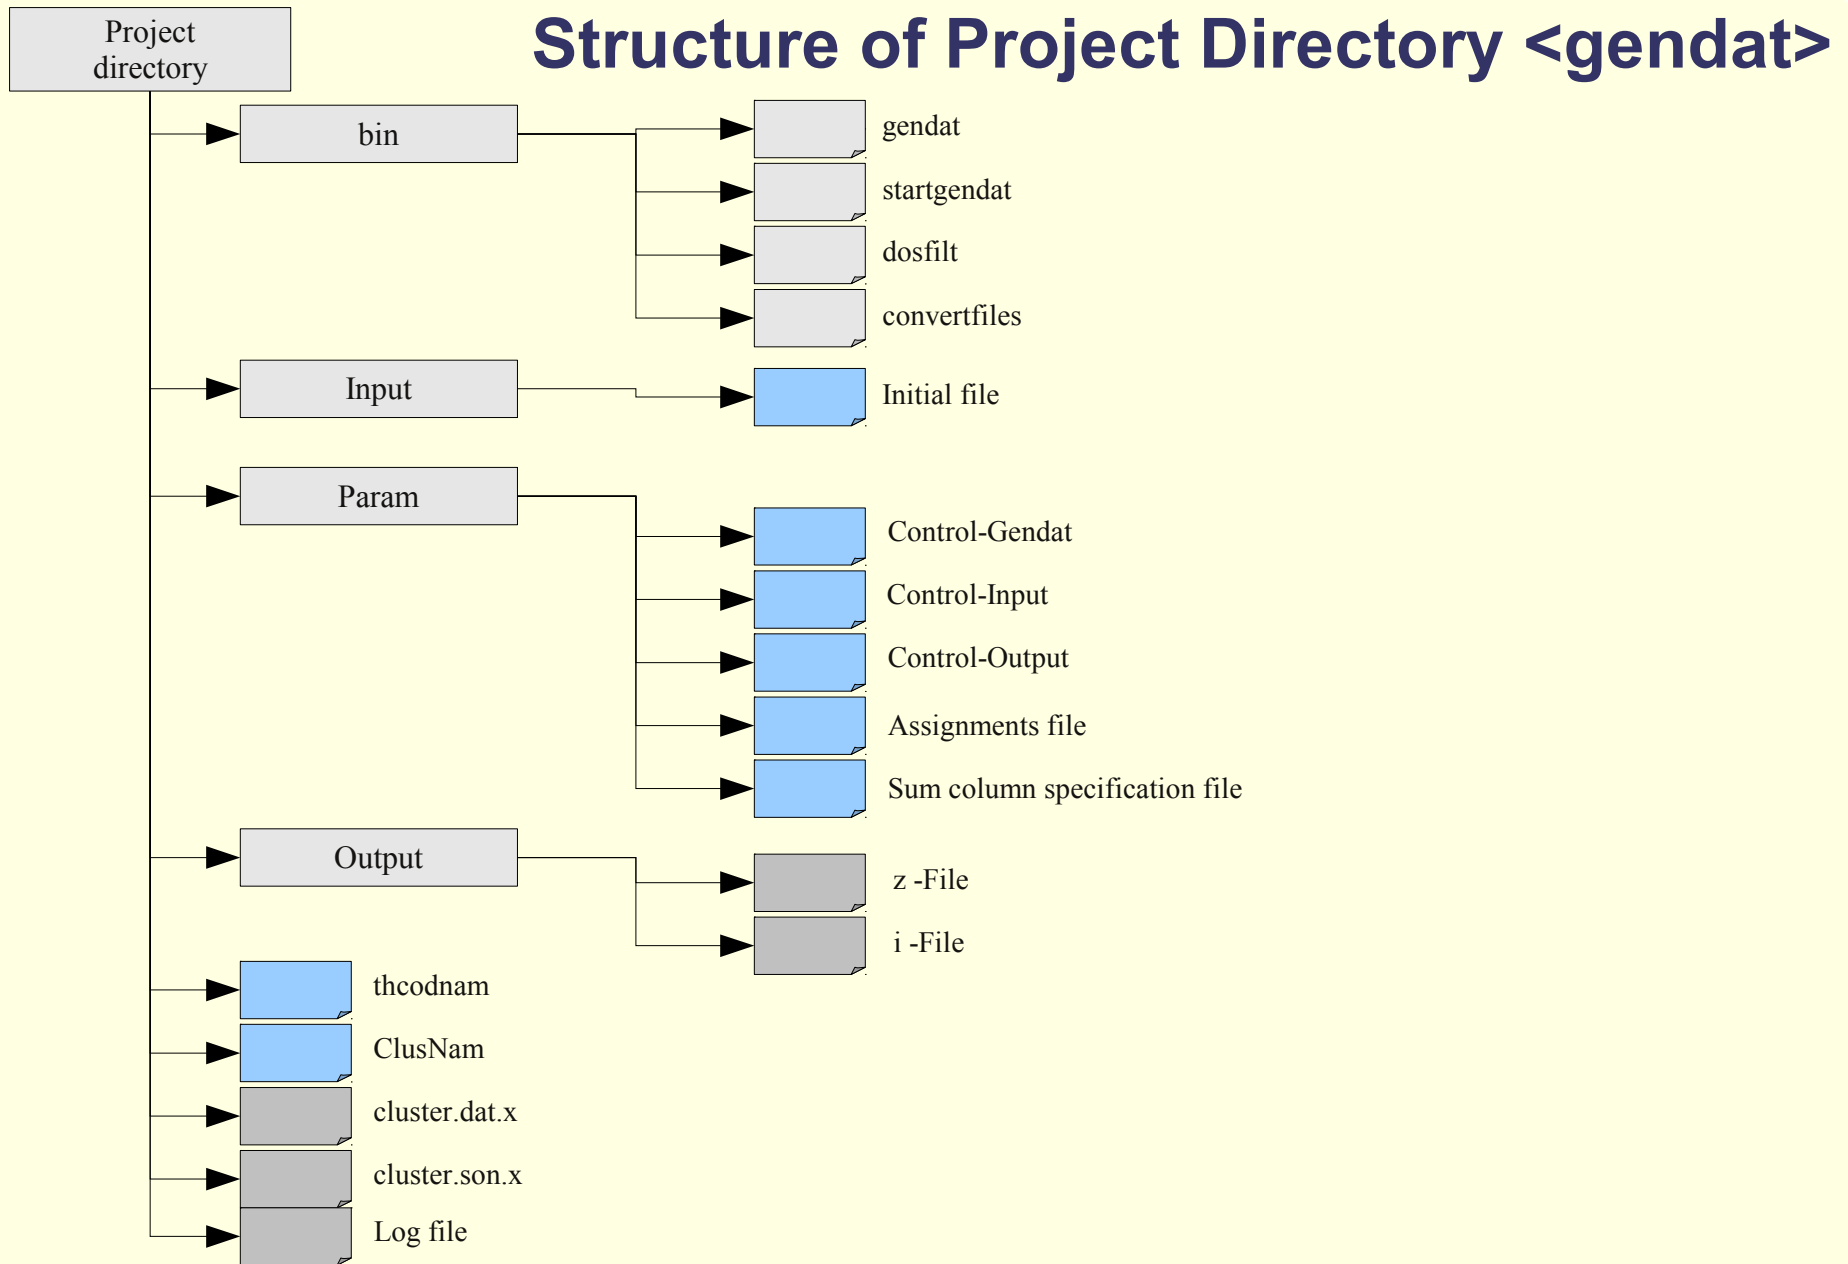 Structure of Project Directory <gendat>
Project
directory
bin
gendat
startgendat
dosfilt
convertfiles
Input
Initial file
Param
Control-Gendat
Control-Input
Control-Output
Assignments file
Sum column specification file
Output
z -File
i -File
thcodnam
ClusNam
cluster.dat.x
cluster.son.x
Log file